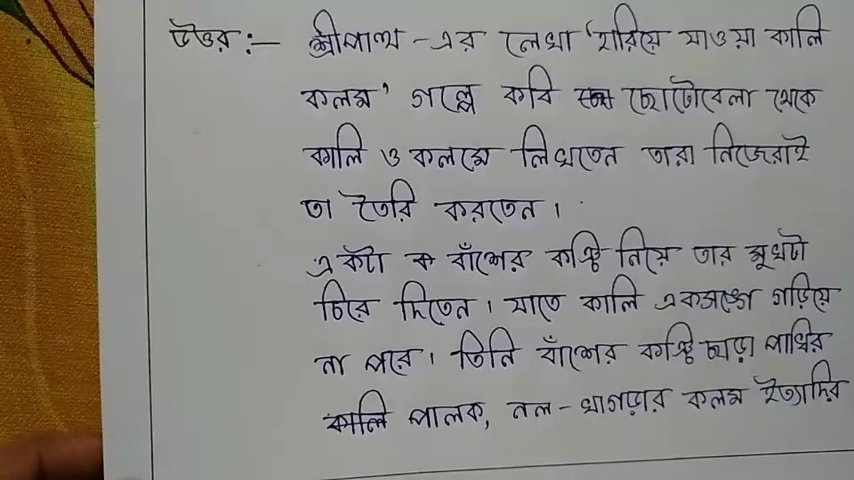 উত্তর :— শ্রীপান্থ - এর লেখা 'হারিয়ে যাওয়া কালি
কলম' গল্পে কবি ছোটোবেলা থেকে
কালি ও কলমে লিখতেন তারা নিজেরাই
তা তৈরি করতেন।
একটা ক বাঁশের কঞ্চি নিয়ে তার মুখটা
চিরে দিতেন। যাতে কালি একসঙ্গে গড়িয়ে
না পরে। তিনি বাঁশের কঞ্চি ছাড়া পাখির
কালি পালক, নল - খাগড়ার কলম ইত্যাদির